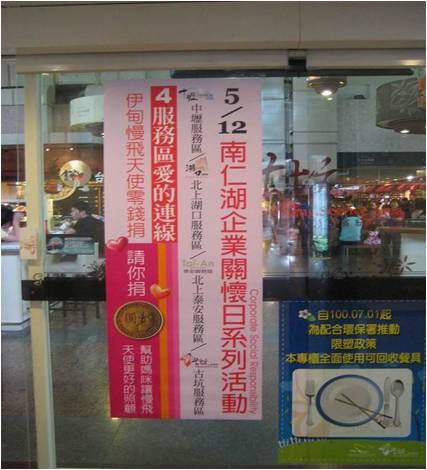 5/12
南仁湖企業關懷日系列活動
Corporate Social Responsibility
中壢服務區/
湖口 北上湖口服務區/
Tai-An 北上泰安服務區/
古坑服務區
4服務區愛的連線
伊甸慢飛天使零錢捐
請你捐
幫助媽咪讓慢飛
天使更好的照顧
自100.07.01起
為配合環保署推動
限塑政策
本專櫃全面使用可回收餐具